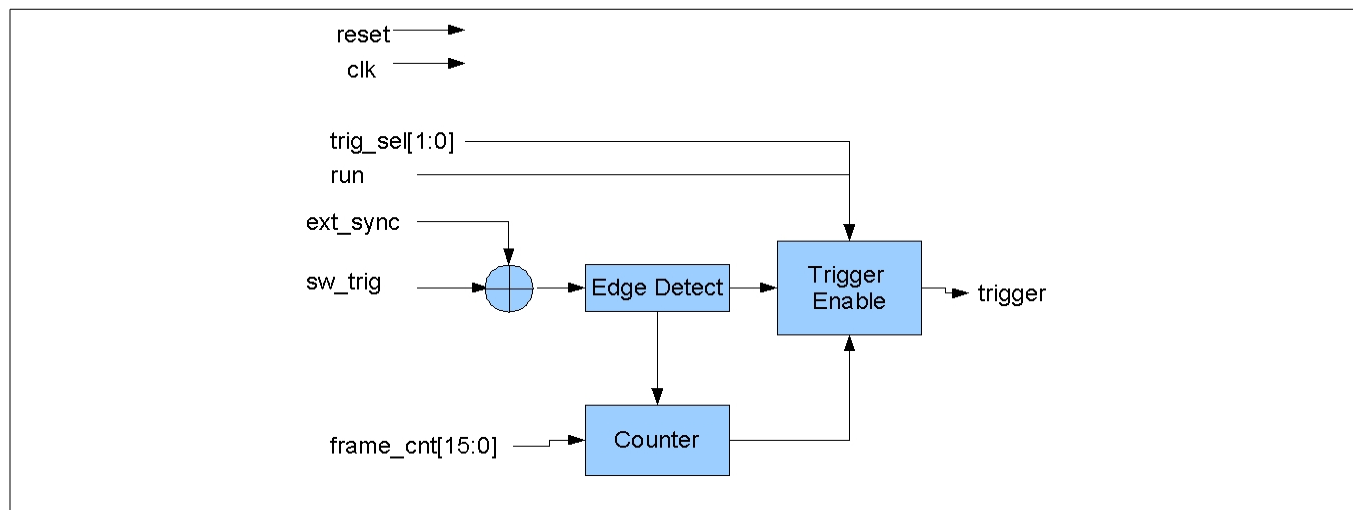 reset
clk
trig_sel[1:0]
run
ext_sync
sw_trig
Edge Detect
Trigger
Enable
trigger
frame_cnt[15:0]
Counter